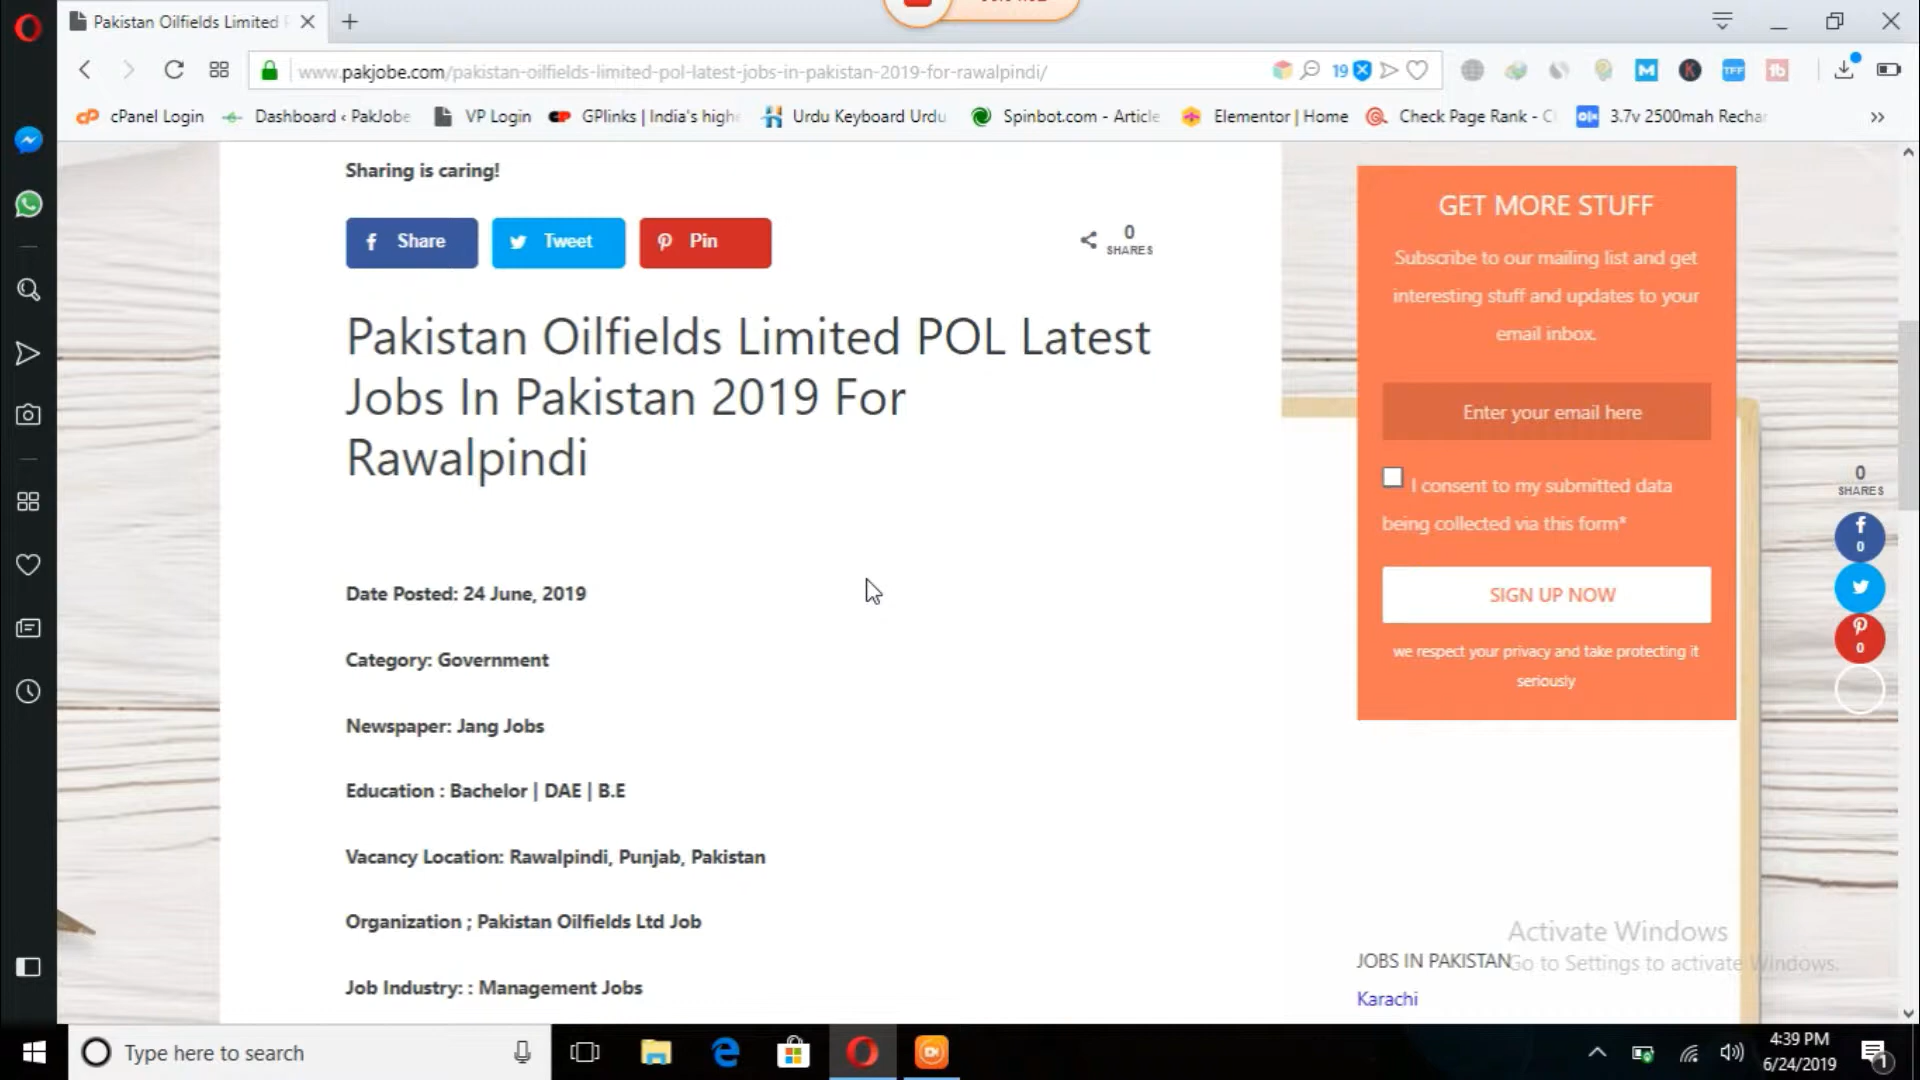 Pakistan Oilfields Limited
www.pakjobe.com/pakistan-oilfields-limited-pol-latest-jobs-in-pakistan-2019-for-rawalpindi/
19
TFF
cPanel Login
Dashboard ‹ PakJobe
VP Login
GPlinks | India's high
Urdu Keyboard Urdu
Spinbot.com - Article
Elementor | Home
Check Page Rank - C
olx
3.7v 2500mah Rechar
Sharing is caring!
Share
Tweet
Pin
0
SHARES
Pakistan Oilfields Limited POL Latest
Jobs In Pakistan 2019 For
Rawalpindi
Date Posted: 24 June, 2019
Category: Government
Newspaper: Jang Jobs
Education : Bachelor | DAE | B.E
Vacancy Location: Rawalpindi, Punjab, Pakistan
Organization ; Pakistan Oilfields Ltd Job
Job Industry: : Management Jobs
GET MORE STUFF
Subscribe to our mailing list and get
interesting stuff and updates to your
email inbox.
Enter your email here
I consent to my submitted data
being collected via this form*
SIGN UP NOW
we respect your privacy and take protecting it
seriously
0
SHARES
0
0
JOBS IN PAKISTAN
Karachi
Activate Windows
Go to Settings to activate Windows.
Type here to search
4:39 PM
6/24/2019
1